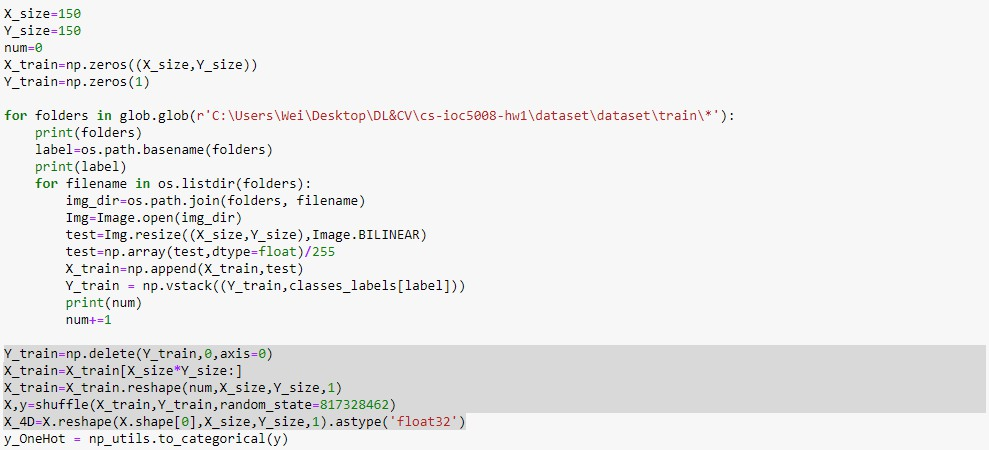 X_size=150
Y_size=150
num=0
X_train=np.zeros((X_size,Y_size))
Y_train=np.zeros(1)

for folders in glob.glob(r'C:\Users\Wei\Desktop\DL&CV\cs-ioc5008-hw1\dataset\dataset\train\*'):
    print(folders)
    label=os.path.basename(folders)
    print(label)
    for filename in os.listdir(folders):
        img_dir=os.path.join(folders, filename)
        Img=Image.open(img_dir)
        test=Img.resize((X_size,Y_size),Image.BILINEAR)
        test=np.array(test,dtype=float)/255
        X_train=np.append(X_train,test)
        Y_train = np.vstack((Y_train,classes_labels[label]))
        print(num)
        num+=1

Y_train=np.delete(Y_train,0,axis=0)
X_train=X_train[X_size*Y_size:]
X_train=X_train.reshape(num,X_size,Y_size,1)
X,y=shuffle(X_train,Y_train,random_state=817328462)
X_4D=X.reshape(X.shape[0],X_size,Y_size,1).astype('float32')
y_OneHot = np_utils.to_categorical(y)